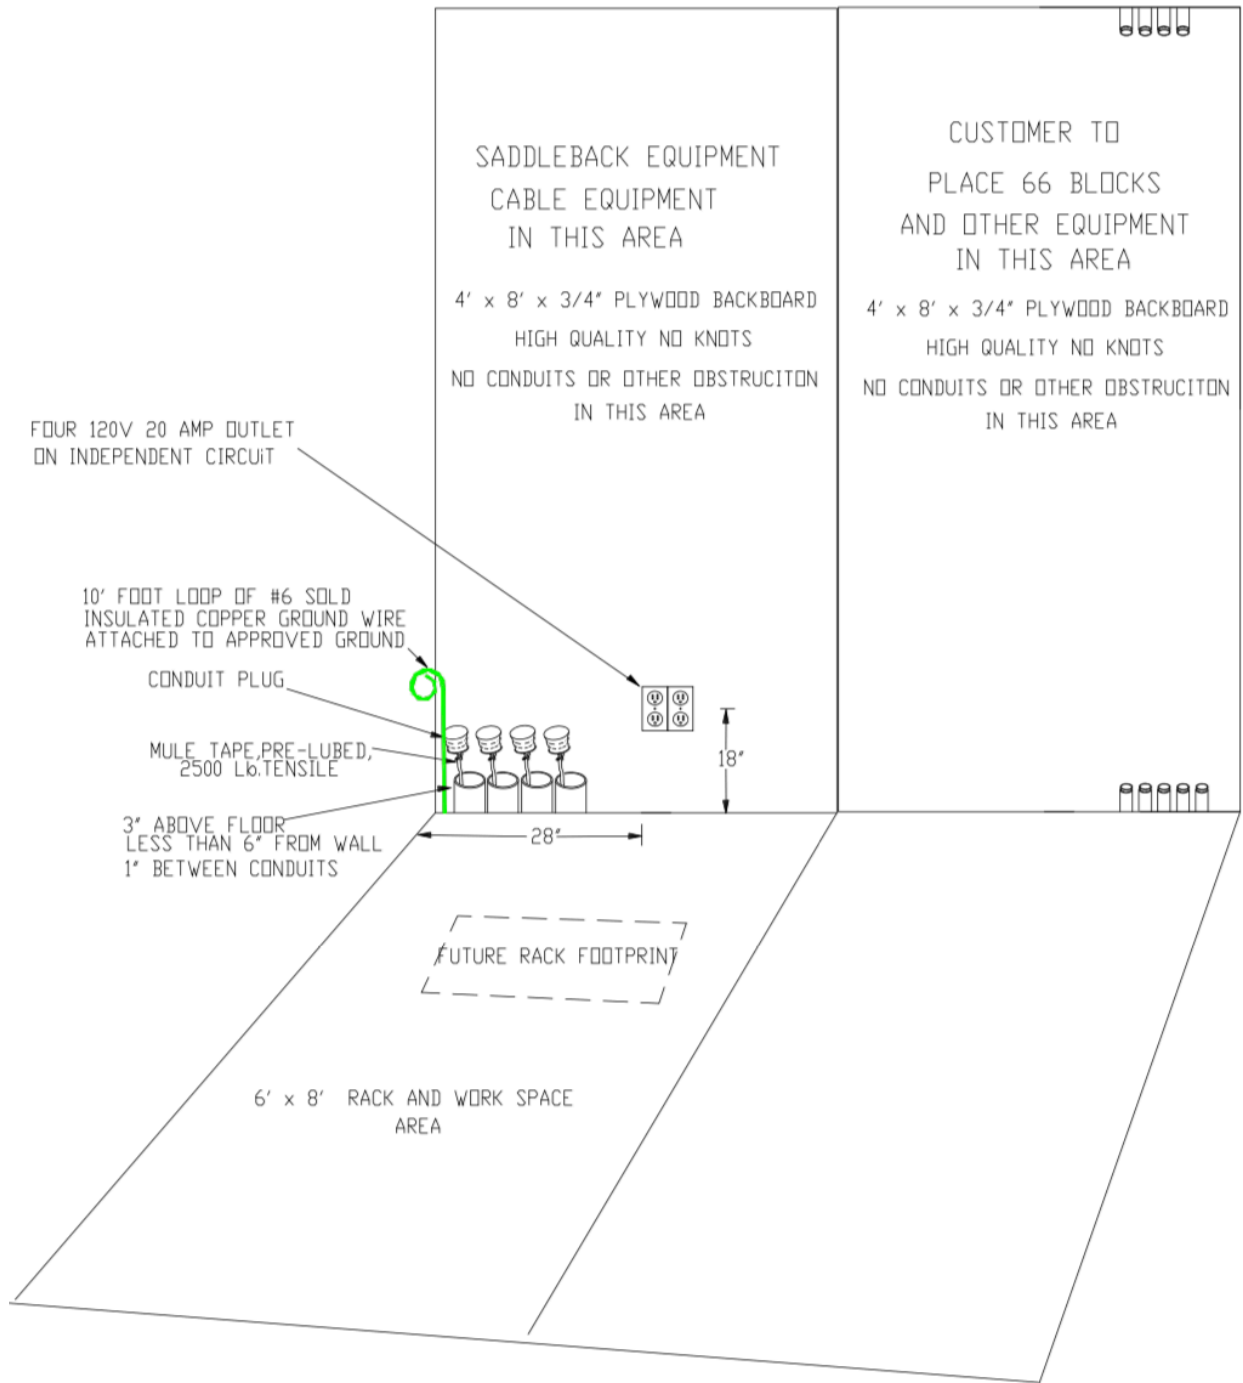 SADDLEBACK EQUIPMENT
CABLE EQUIPMENT
IN THIS AREA
4' x 8' x 3/4" PLYWOOD BACKBOARD
HIGH QUALITY NO KNOTS
NO CONDUITS OR OTHER OBSTRUCITON
IN THIS AREA
CUSTOMER TO
PLACE 66 BLOCKS
AND OTHER EQUIPMENT
IN THIS AREA
4' x 8' x 3/4" PLYWOOD BACKBOARD
HIGH QUALITY NO KNOTS
NO CONDUITS OR OTHER OBSTRUCITON
IN THIS AREA
FOUR 120V 20 AMP OUTLET
ON INDEPENDENT CIRCUiT
10' FOOT LOOP OF #6 SOLD
INSULATED COPPER GROUND WIRE
ATTACHED TO APPROVED GROUND
CONDUIT PLUG
MULE TAPE,PRE-LUBED,
2500 Lb.TENSILE
3" ABOVE FLOOR
LESS THAN 6" FROM WALL
1" BETWEEN CONDUITS
18"
28"
FUTURE RACK FOOTPRINT
6' x 8' RACK AND WORK SPACE
AREA